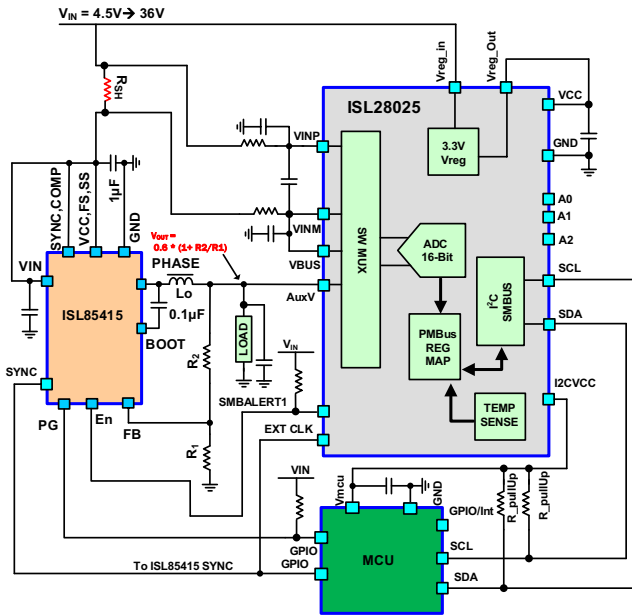 VIN = 4.5V→ 36V
RSH
Vreg_in
Vreg_Out
ISL28025
VCC
3.3V
Vreg
GND
VINP
VINM
VBUS
AuxV
SW MUX
ADC
16-Bit
A0
A1
A2
SCL
SDA
I2C
SMBUS
PMBus
REG
MAP
TEMP
SENSE
I2CVCC
SMBALERT1
EXT CLK
SYNC,COMP
VCC,FS,SS
1µF
GND
VOUT =
0.6 * (1+ R2/R1)
VIN
PHASE
Lo
ISL85415
0.1µF
BOOT
LOAD
SYNC
PG
En
FB
R2
R1
VIN
VIN
Vmcu
GND
R_pullUp
R_pullUp
GPIO/Int
GPIO
GPIO
MCU
SCL
SDA
To ISL85415 SYNC